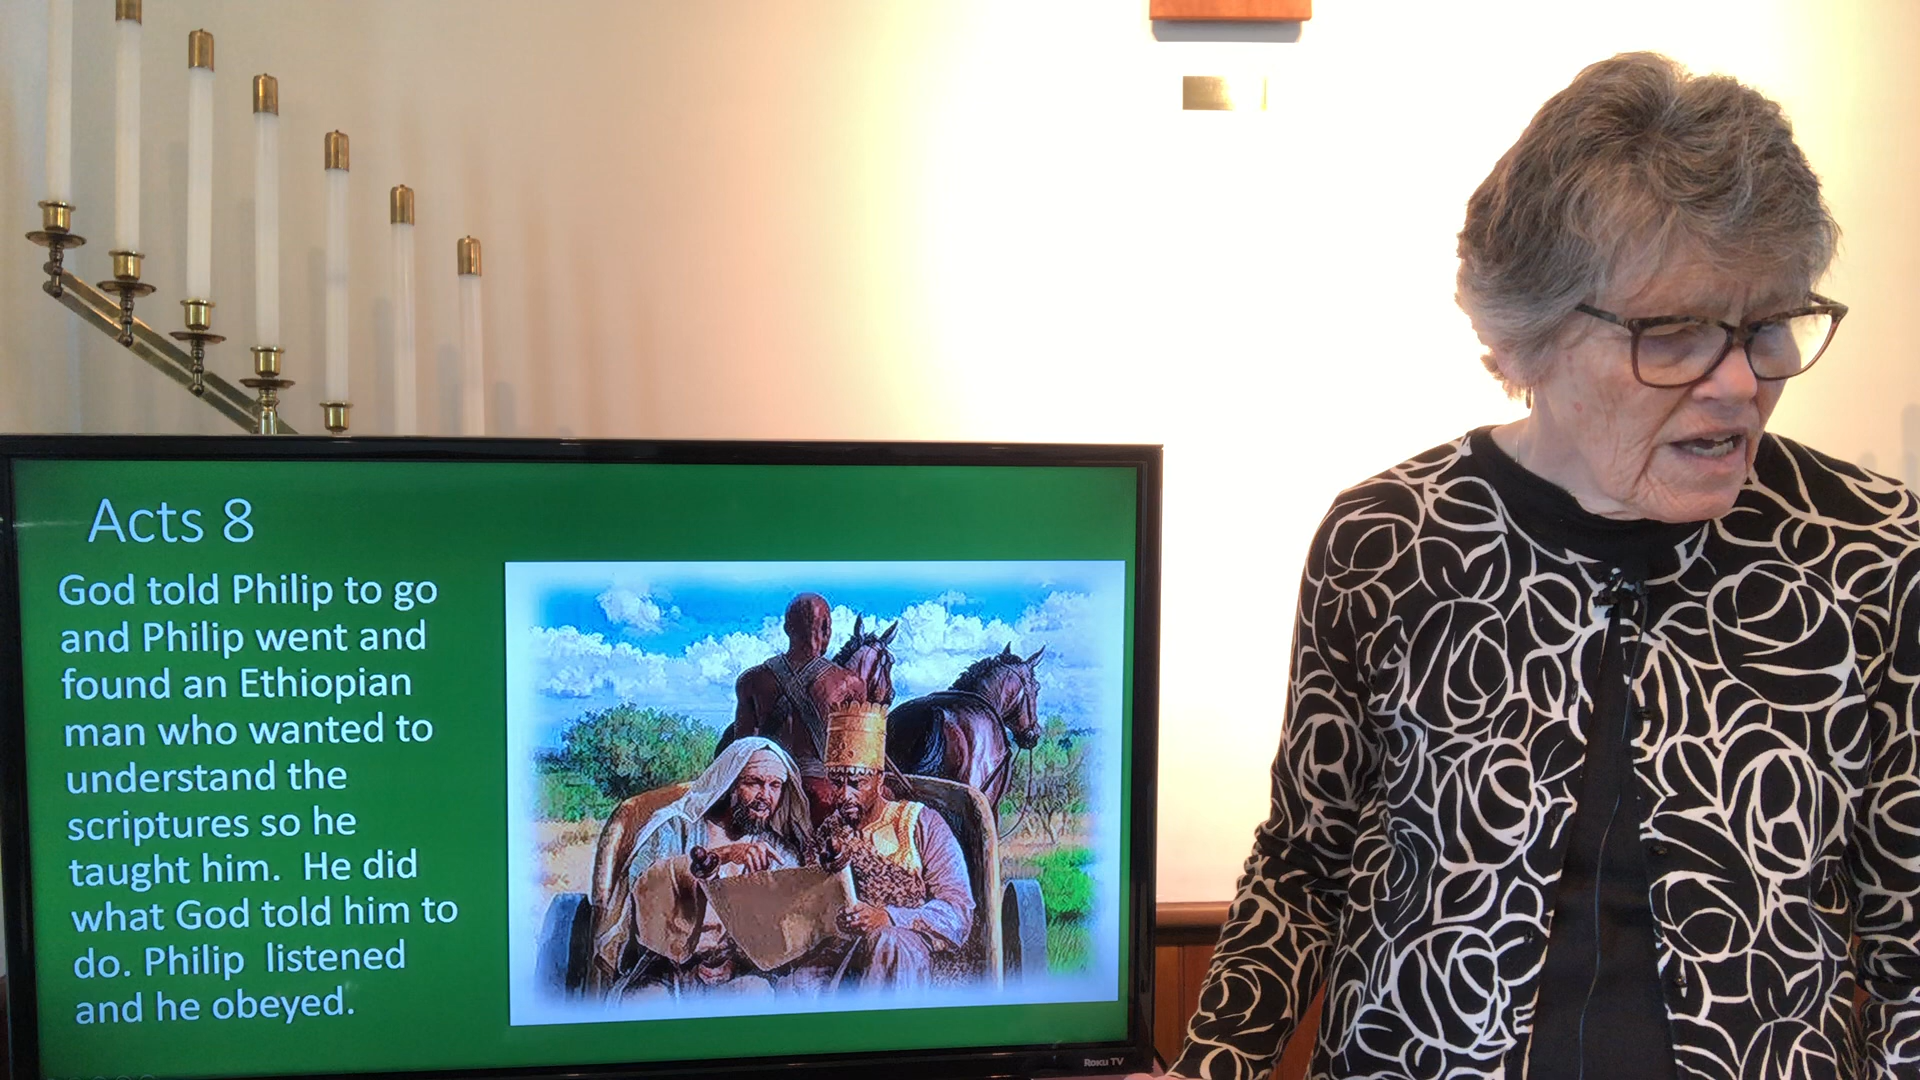 Acts 8
God told Philip to go
and Philip went and
found an Ethiopian
man who wanted to
understand the
scriptures so he
taught him.  He did
what God told him to
do. Philip  listened
and he obeyed.
Roku TV